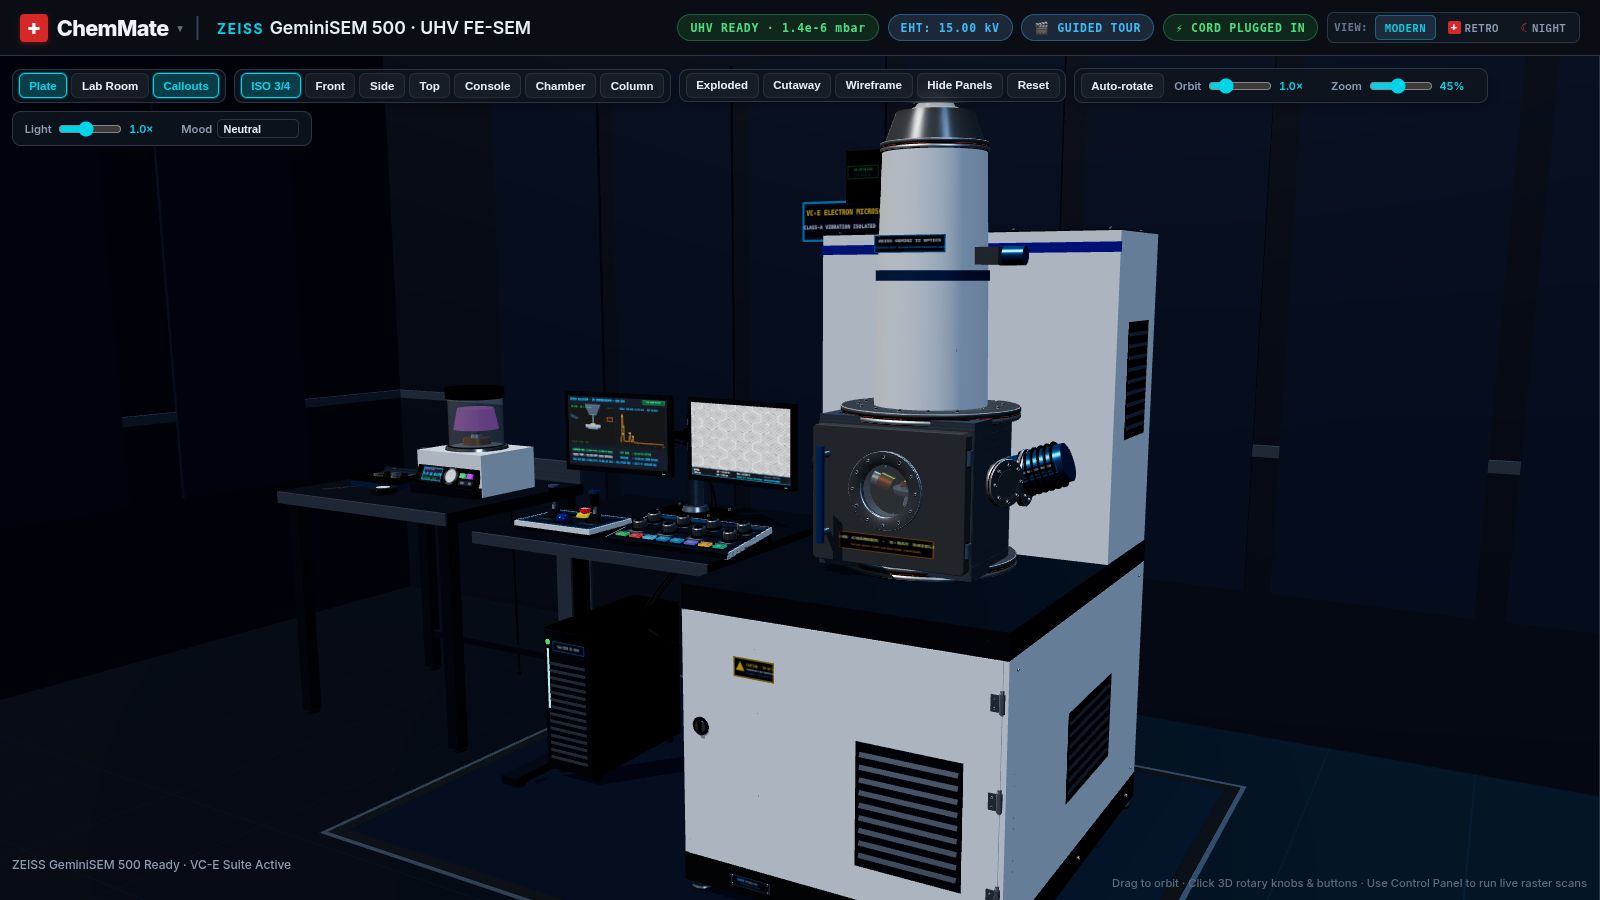 ChemMate
ZEISS GeminiSEM 500 · UHV FE-SEM
UHV READY · 1.4e-6 mbar
EHT: 15.00 kV
GUIDED TOUR
CORD PLUGGED IN
VIEW:
MODERN
RETRO
NIGHT
Plate
Lab Room
Callouts
ISO 3/4
Front
Side
Top
Console
Chamber
Column
Exploded
Cutaway
Wireframe
Hide Panels
Reset
Auto-rotate
Orbit
1.0×
Zoom
45%
Light
1.0×
Mood
Neutral
VC-E ELECTRON MICROS
CLASS-A VIBRATION ISOLATED
ZEISS GEMINI II OPTICS
ZEISS GeminiSEM 500 Ready · VC-E Suite Active
Drag to orbit · Click 3D rotary knobs & buttons · Use Control Panel to run live raster scans